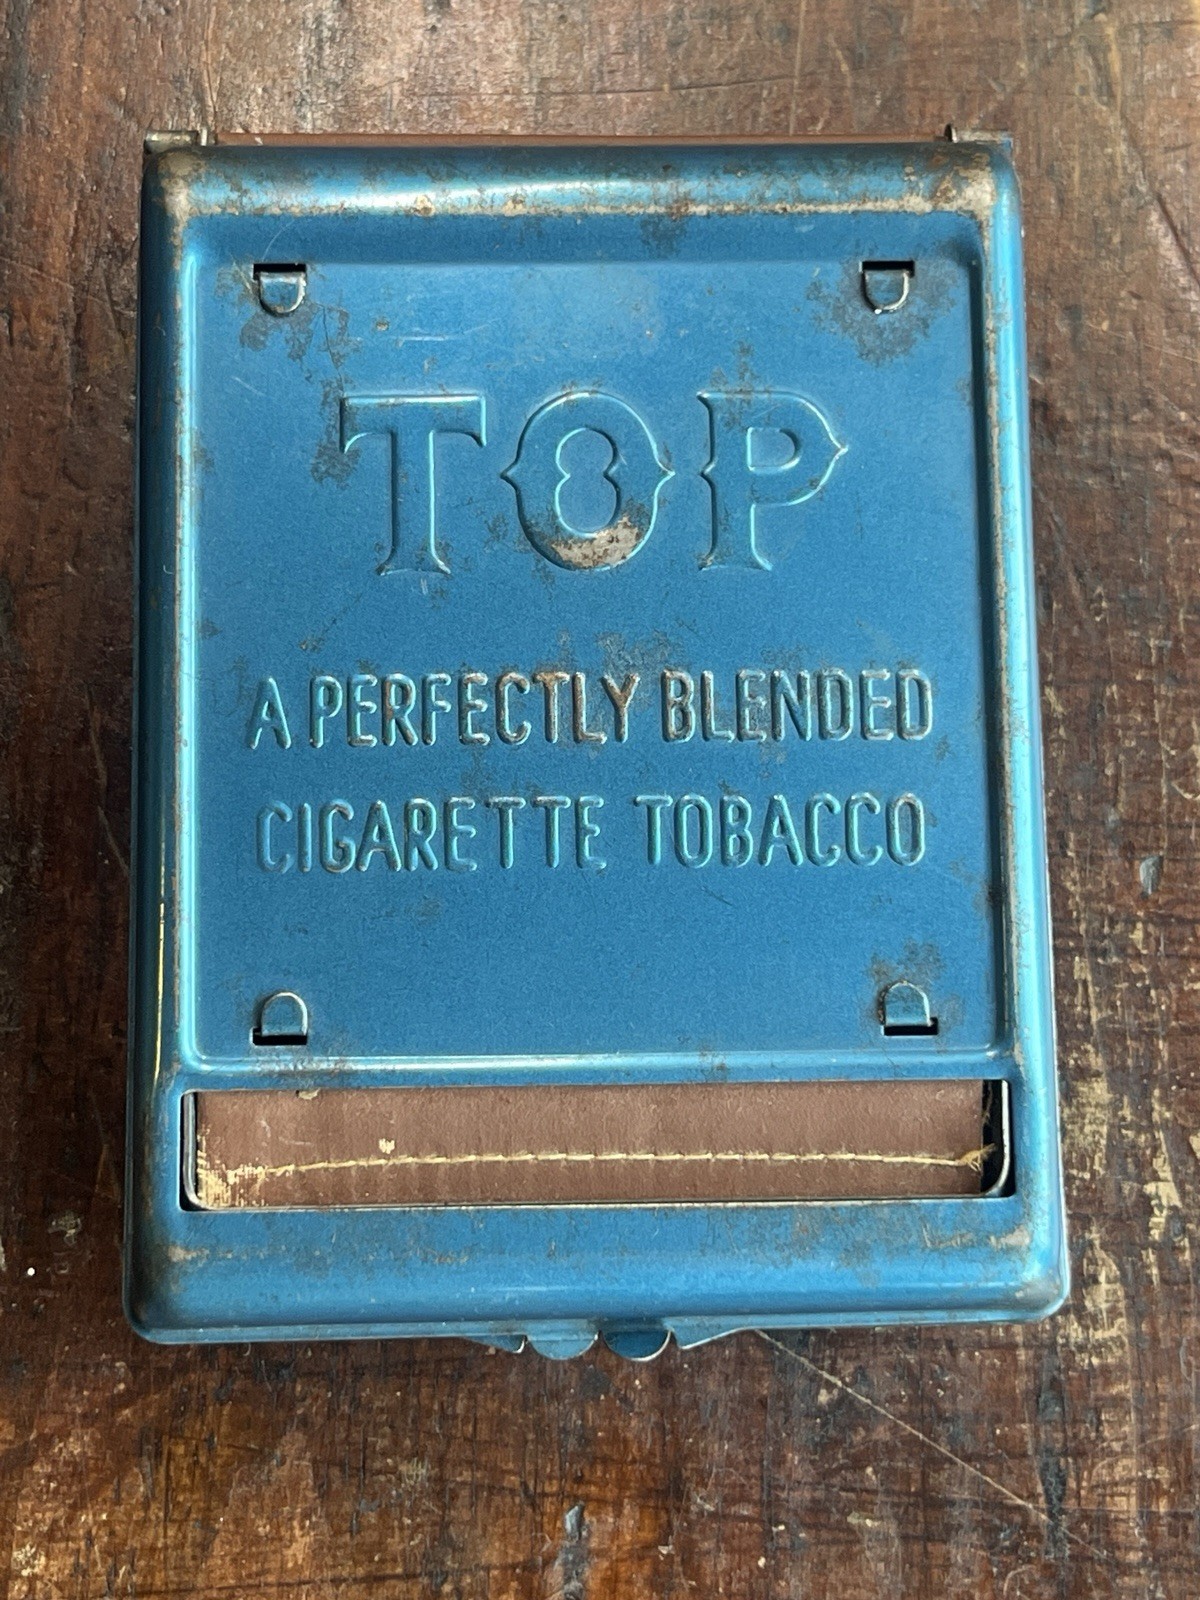 TOP
A PERFECTLY BLENDED
CIGARETTE TOBACCO